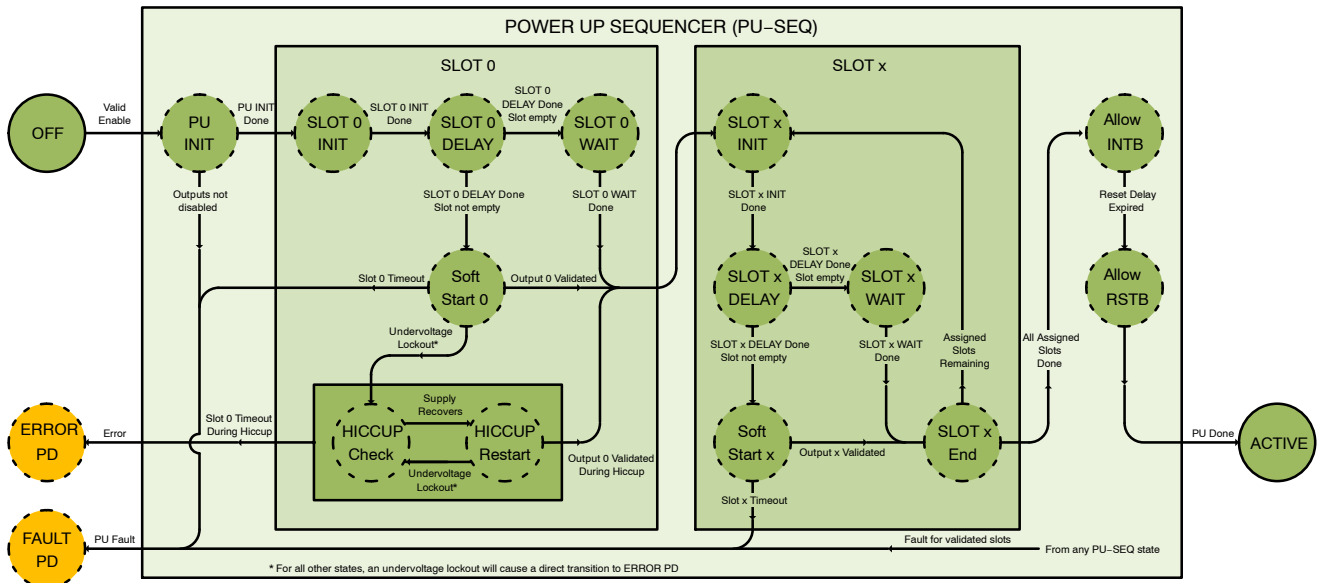 POWER UP SEQUENCER (PU−SEQ)
SLOT 0
SLOT x
OFF
Valid
Enable
PU
INIT
PU INIT
Done
SLOT 0
INIT
SLOT 0 INIT
Done
SLOT 0
DELAY
SLOT 0
DELAY Done
Slot empty
SLOT 0
WAIT
SLOT x
INIT
Allow
INTB
Outputs not
disabled
SLOT 0 DELAY Done
Slot not empty
SLOT 0 WAIT
Done
SLOT x INIT
Done
Reset Delay
Expired
Slot 0 Timeout
Soft
Start 0
Output 0 Validated
SLOT x
DELAY
SLOT x
DELAY Done
Slot empty
SLOT x
WAIT
Allow
RSTB
Undervoltage
Lockout*
SLOT x DELAY Done
Slot not empty
SLOT x WAIT
Done
Assigned
Slots
Remaining
All Assigned
Slots
Done
ERROR
PD
Error
Slot 0 Timeout
During Hiccup
HICCUP
Check
Supply
Recovers
Undervoltage
Lockout*
HICCUP
Restart
Output 0 Validated
During Hiccup
Soft
Start x
Output x Validated
SLOT x
End
PU Done
ACTIVE
Slot x Timeout
FAULT
PD
PU Fault
Fault for validated slots
From any PU−SEQ state
* For all other states, an undervoltage lockout will cause a direct transition to ERROR PD